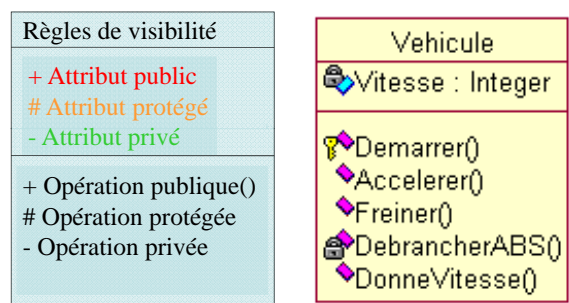 Règles de visibilité
+ Attribut public
# Attribut protégé
- Attribut privé
+ Opération publique()
# Opération protégée
- Opération privée
Vehicule
Vitesse : Integer
Demarrer()
Accelerer()
Freiner()
DebrancherABS()
DonneVitesse()